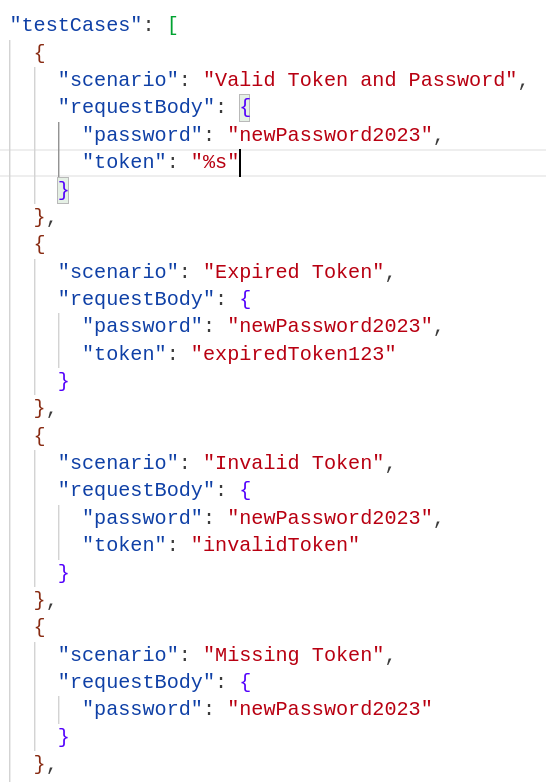 "testCases": [
  {
    "scenario": "Valid Token and Password",
    "requestBody": {
      "password": "newPassword2023",
      "token": "%s"
    }
  },
  {
    "scenario": "Expired Token",
    "requestBody": {
      "password": "newPassword2023",
      "token": "expiredToken123"
    }
  },
  {
    "scenario": "Invalid Token",
    "requestBody": {
      "password": "newPassword2023",
      "token": "invalidToken"
    }
  },
  {
    "scenario": "Missing Token",
    "requestBody": {
      "password": "newPassword2023"
    }
  },